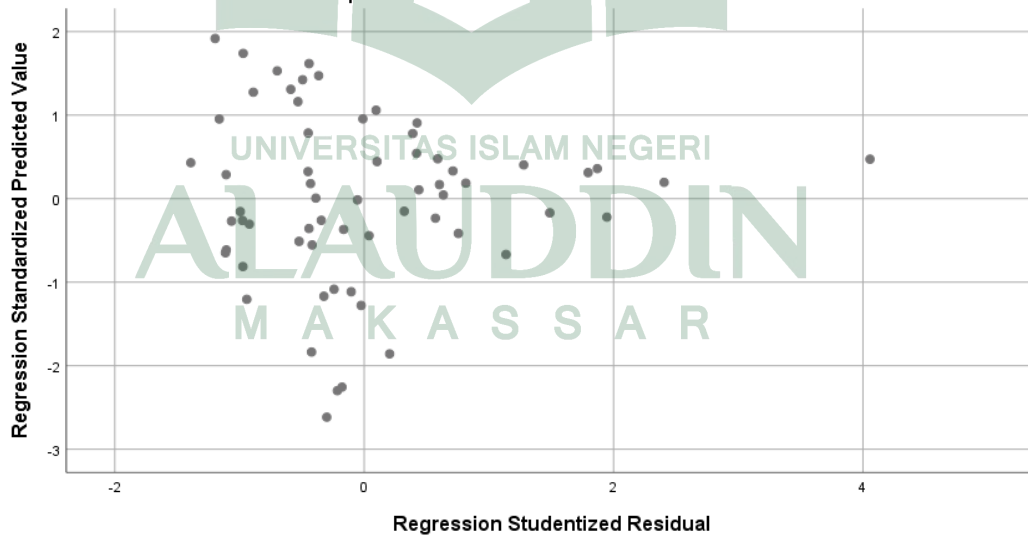 2
1
0
-1
-2
-3
Regression Standardized Predicted Value
UNIVERSITAS ISLAM NEGERI
ALAUDDIN
MAKASSAR
-2 0 2 4
Regression Studentized Residual